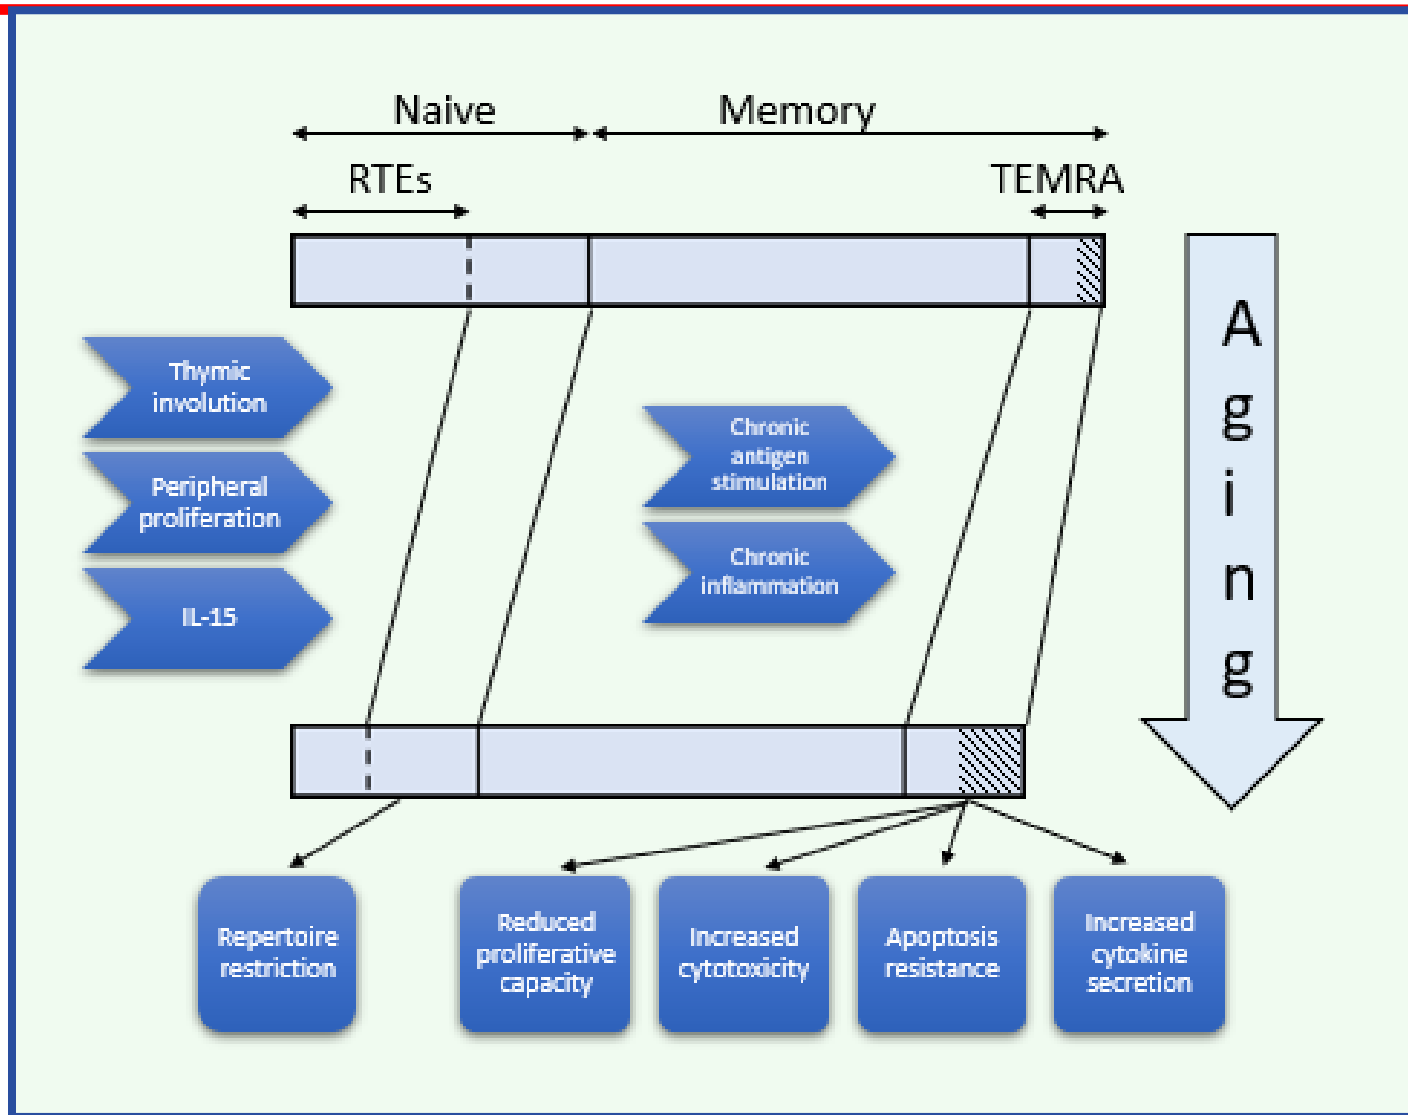 Naive
Memory
RTEs
TEMRA
Aging
Thymic
involution
Peripheral
proliferation
IL-15
Chronic
antigen
stimulation
Chronic
inflammation
Repertoire
restriction
Reduced
proliferative
capacity
Increased
cytotoxicity
Apoptosis
resistance
Increased
cytokine
secretion